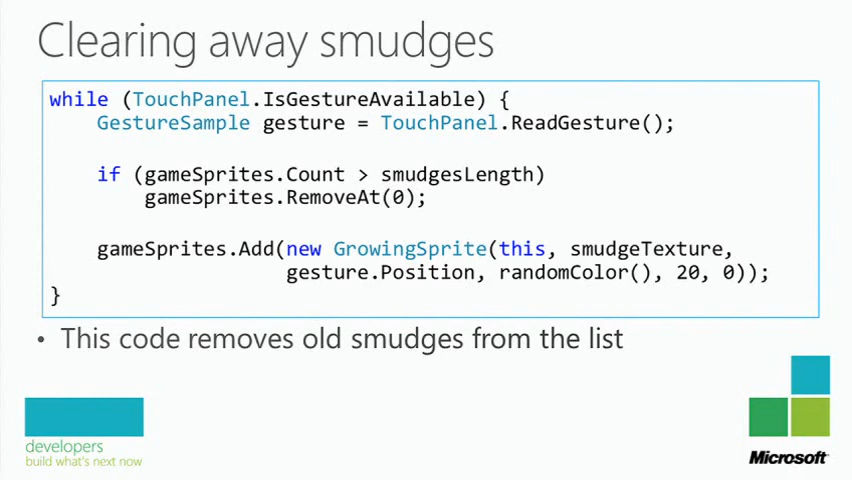 Clearing away smudges
while (TouchPanel.IsGestureAvailable) {
GestureSample gesture = TouchPanel.ReadGesture();
if (gameSprites.Count > smudgesLength)
gameSprites.RemoveAt(0);
gameSprites.Add(new GrowingSprite(this, smudgeTexture,
gesture.Position, randomColor(), 20, 0));
}
• This code removes old smudges from the list
developers
build what's next now
Microsoft